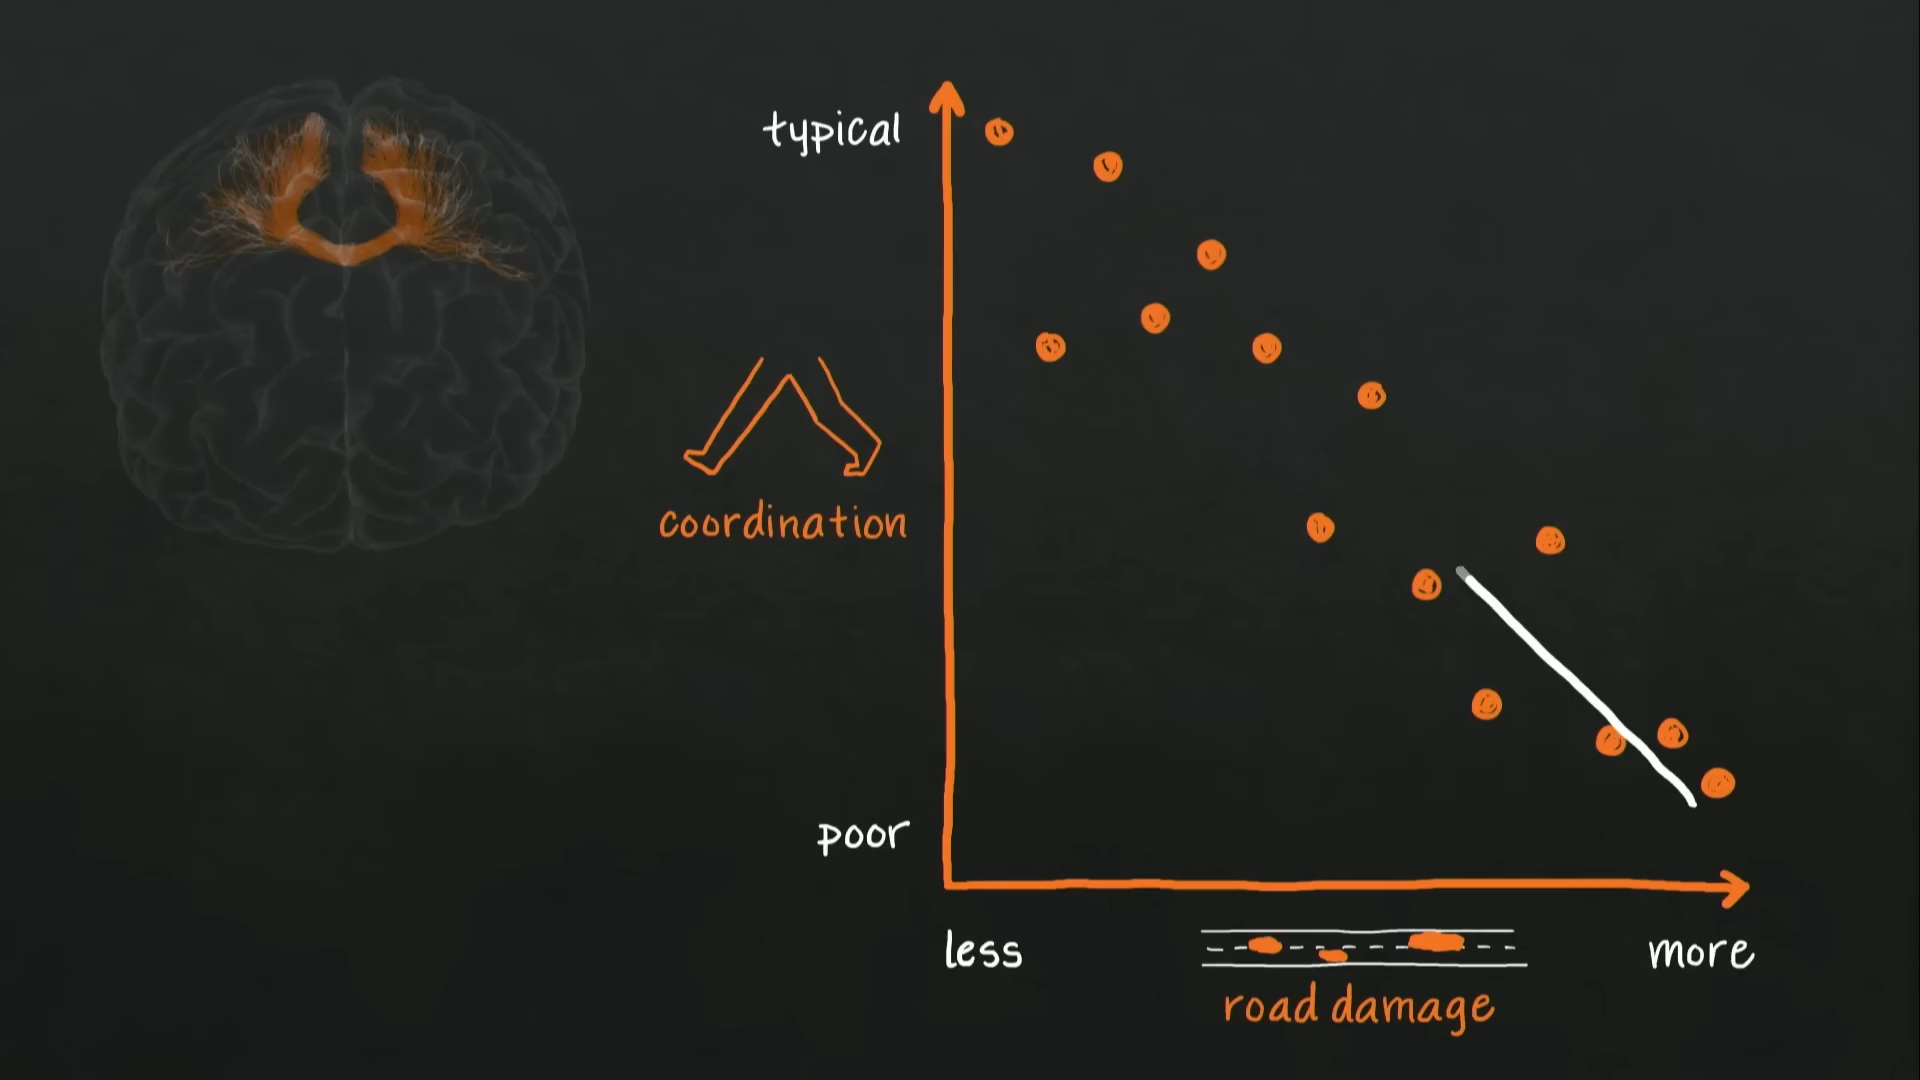 typical
coordination
poor
less
more
road damage